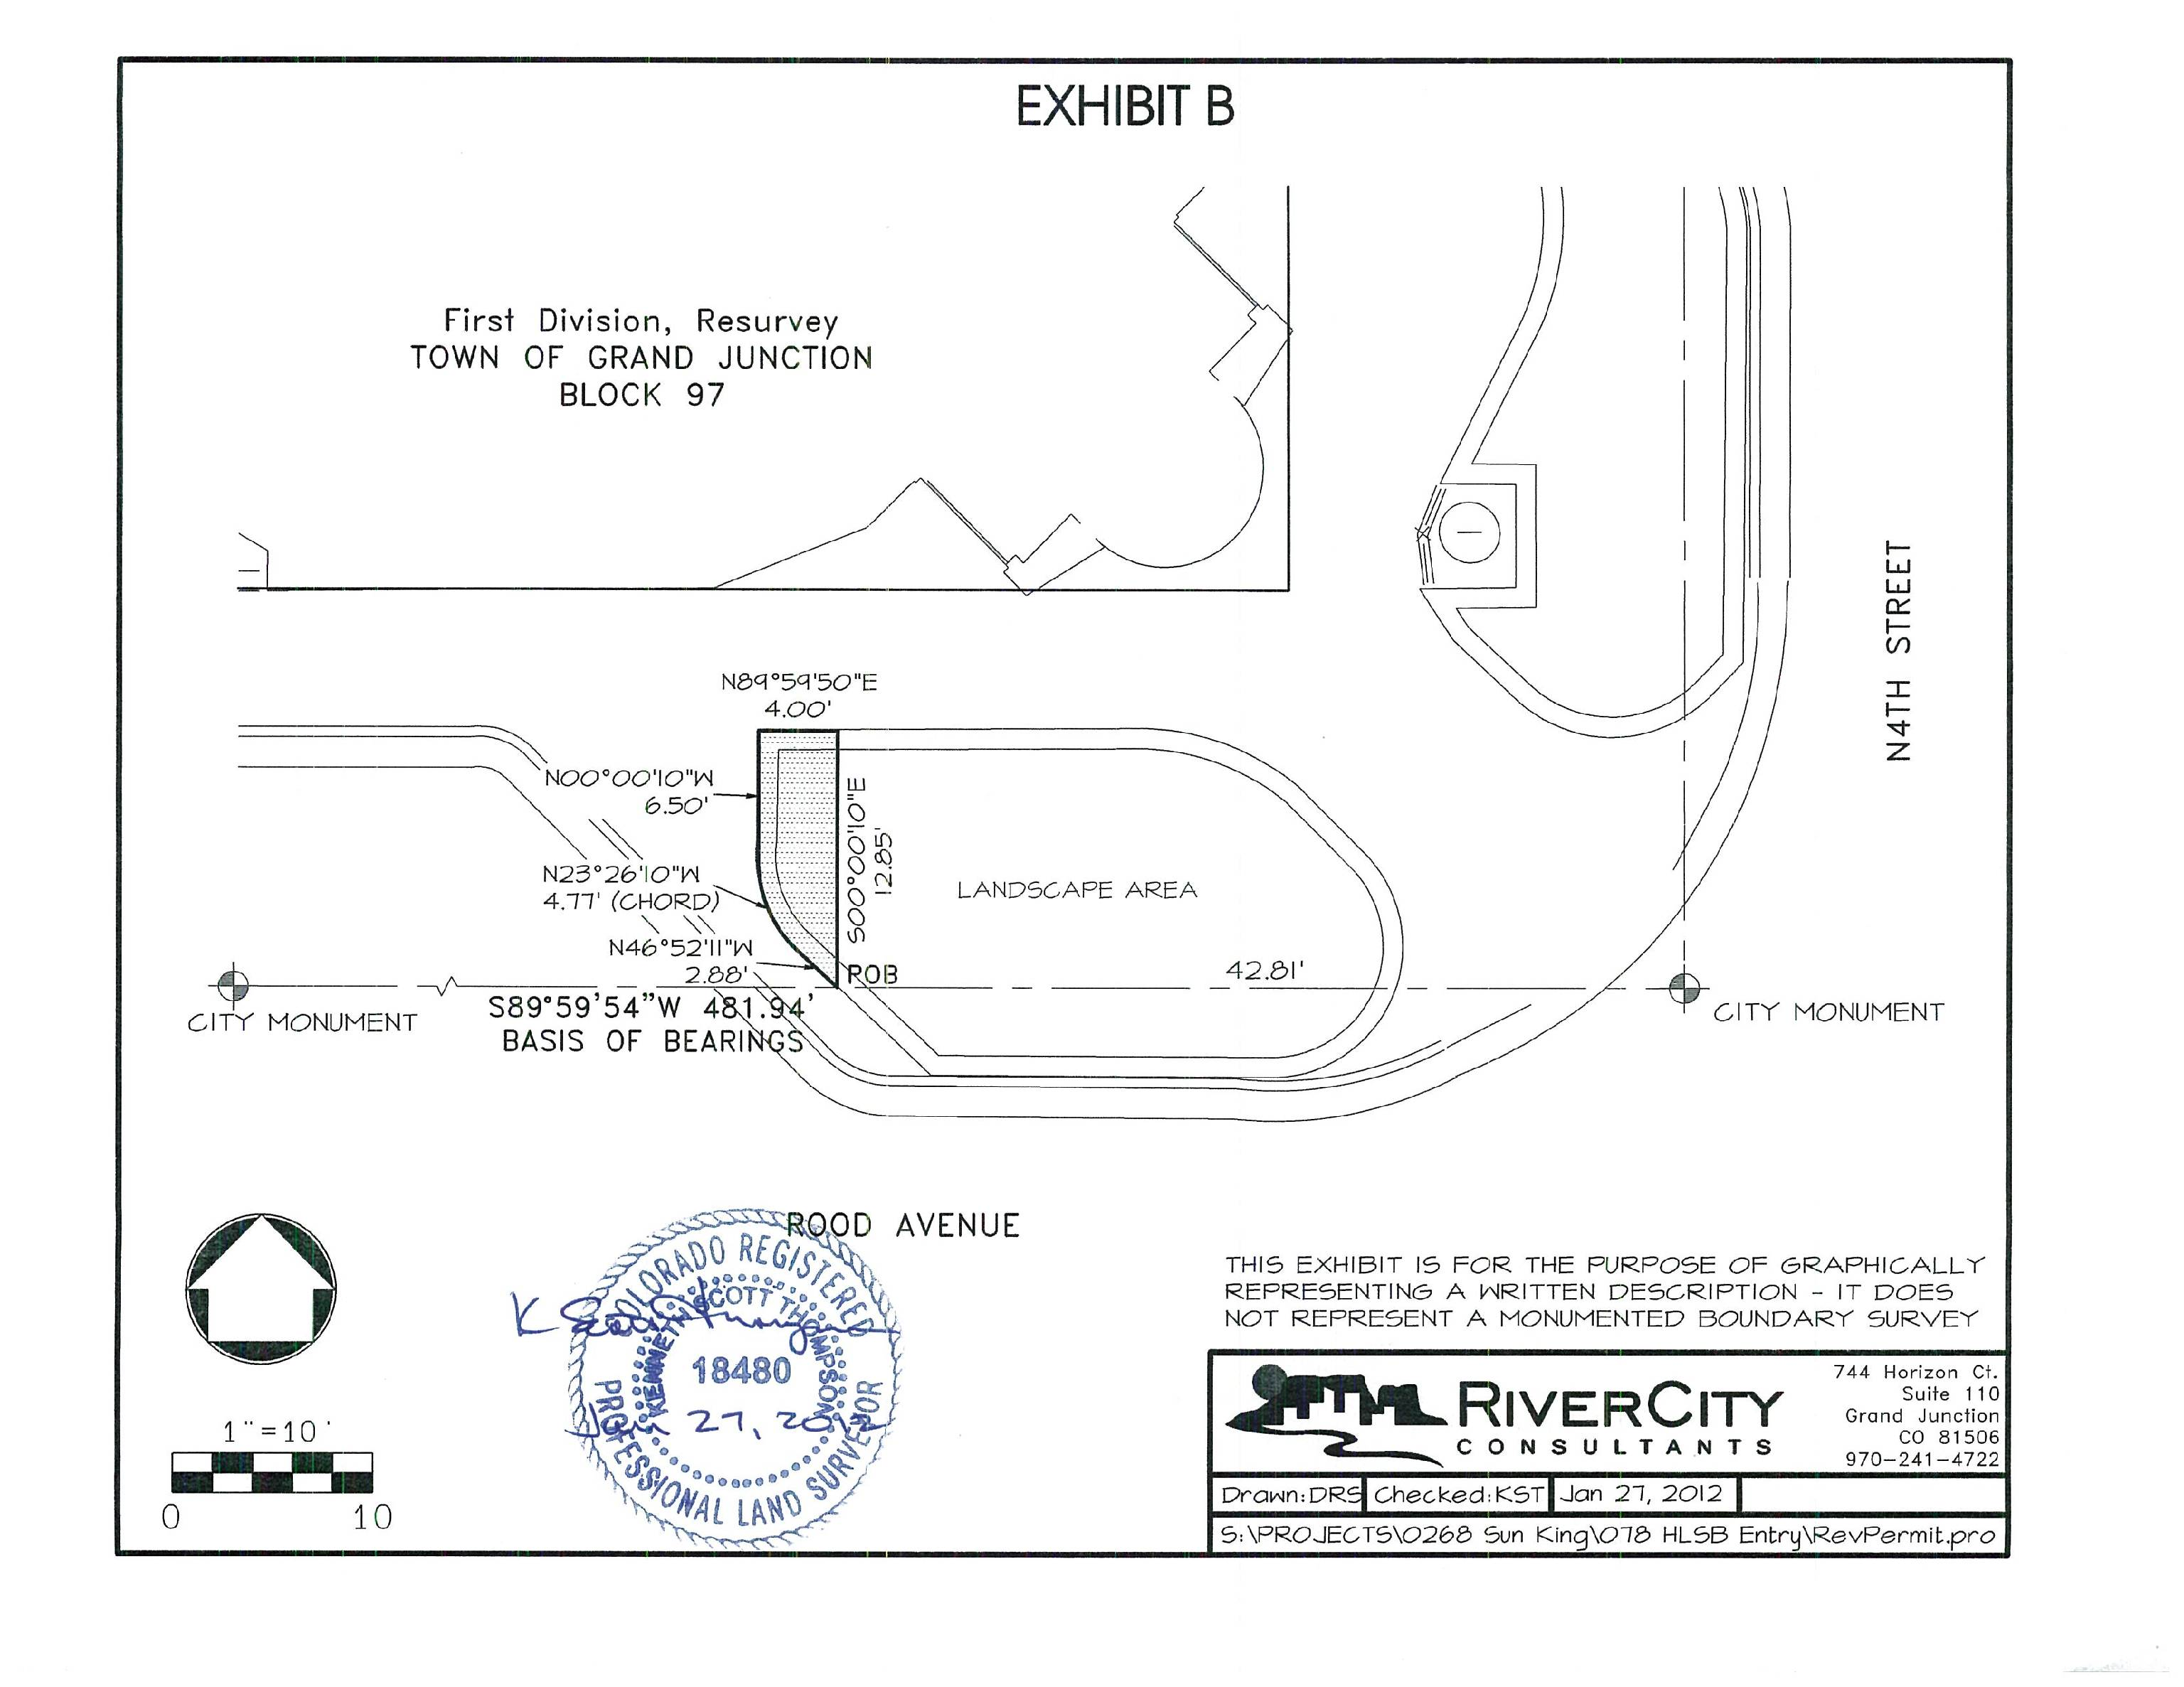 EXHIBIT B
First Division, Resurvey
TOWN OF GRAND JUNCTION
BLOCK 97
N4TH STREET
N89°59'50"E
4.00'
N00°00'10"W
6.50'
S00°00'10"E
12.85'
N23°26'10"W
4.77' (CHORD)
LANDSCAPE AREA
N46°52'11"W
2.88'
POB
42.81'
S89°59'54"W 481.94'
BASIS OF BEARINGS
CITY MONUMENT
CITY MONUMENT
ROOD AVENUE
COLORADO REGISTERED
KENNETH SCOTT THOMPSON
18480
Jan 27, 2012
PROFESSIONAL LAND SURVEYOR
THIS EXHIBIT IS FOR THE PURPOSE OF GRAPHICALLY
REPRESENTING A WRITTEN DESCRIPTION - IT DOES
NOT REPRESENT A MONUMENTED BOUNDARY SURVEY
1"=10'
0 10
RIVERCITY
CONSULTANTS
744 Horizon Ct.
Suite 110
Grand Junction
CO 81506
970-241-4722
Drawn:DRS Checked:KST Jan 27, 2012
S:\PROJECTS\0268 Sun King\078 HLSB Entry\RevPermit.pro